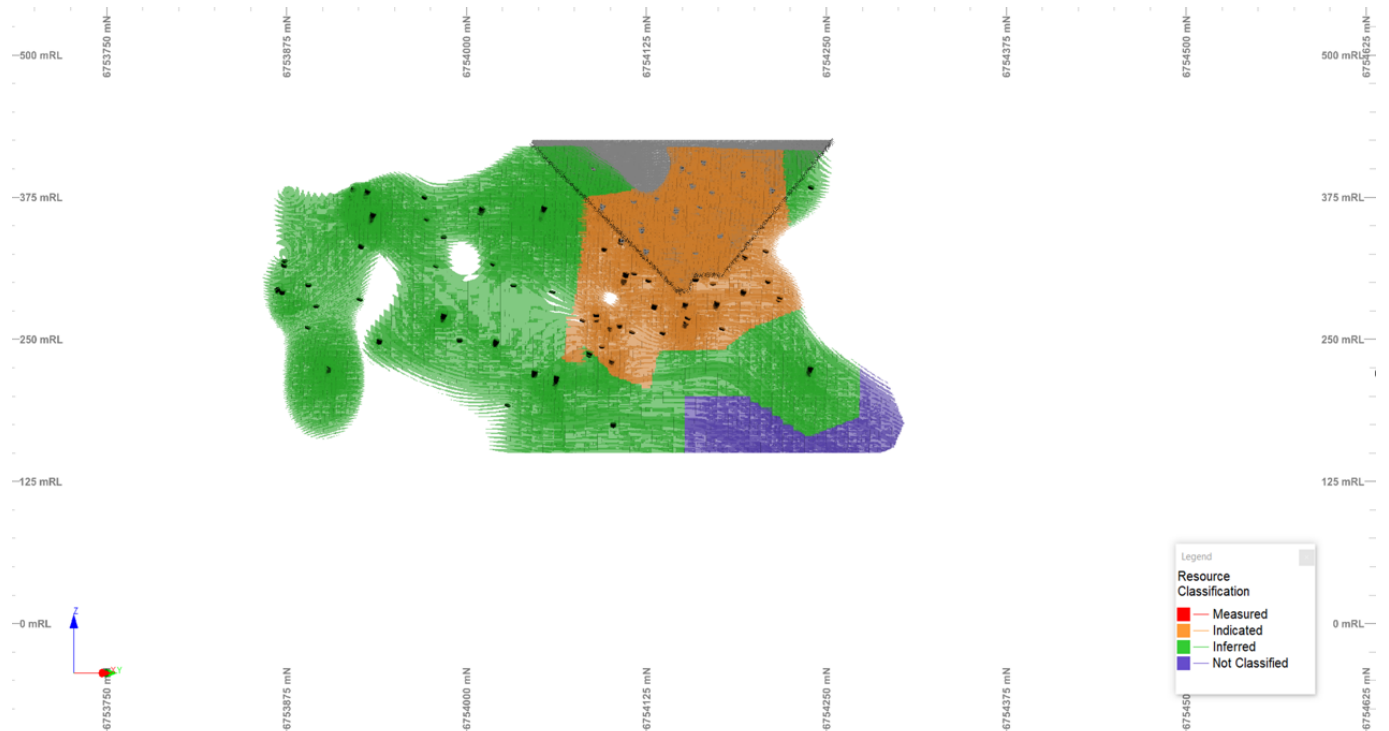 6753750 mN
6753875 mN
6754000 mN
6754125 mN
6754250 mN
6754375 mN
6754500 mN
6754625 mN
500 mRL
500 mRL
375 mRL
375 mRL
250 mRL
250 mRL
125 mRL
125 mRL
0 mRL
0 mRL
Legend
Resource
Classification
Measured
Indicated
Inferred
Not Classified
Z
X
Y
6753750 mN
6753875 mN
6754000 mN
6754125 mN
6754250 mN
6754375 mN
675450
6754625 mN